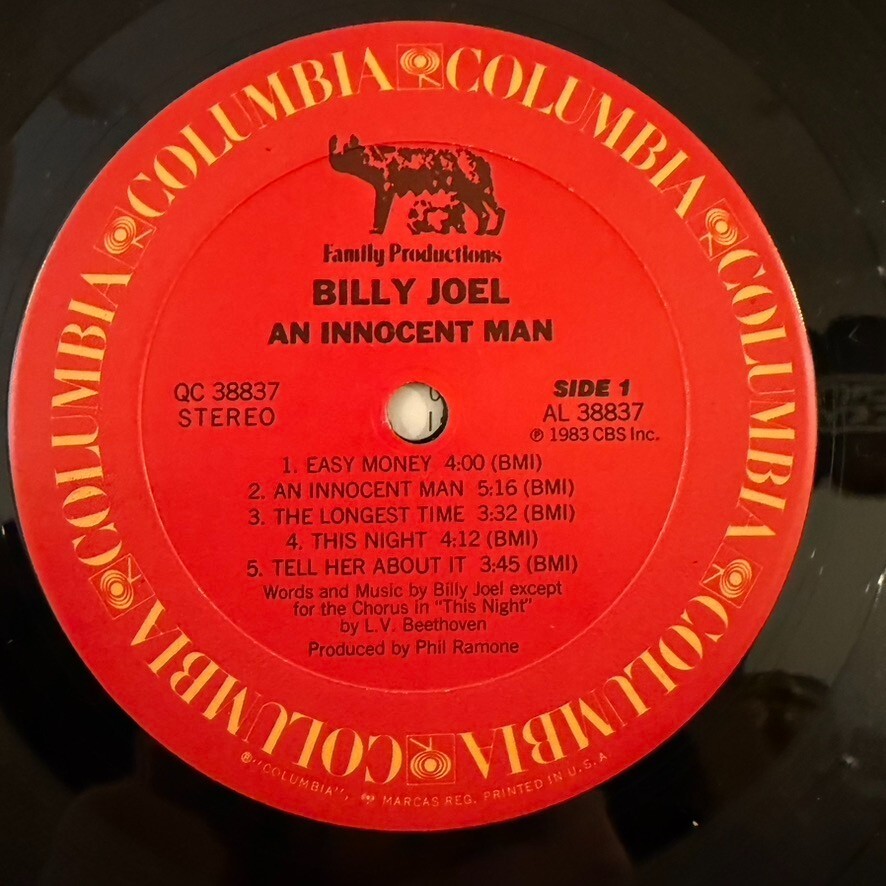 COLUMBIA COLUMBIA COLUMBIA COLUMBIA COLUMBIA COLUMBIA
Family Productions
BILLY JOEL
AN INNOCENT MAN
QC 38837
STEREO
SIDE 1
AL 38837
℗ 1983 CBS Inc.
1. EASY MONEY 4:00 (BMI)
2. AN INNOCENT MAN 5:16 (BMI)
3. THE LONGEST TIME 3:32 (BMI)
4. THIS NIGHT 4:12 (BMI)
5. TELL HER ABOUT IT 3:45 (BMI)
Words and Music by Billy Joel except
for the Chorus in "This Night"
by L.V. Beethoven
Produced by Phil Ramone
® "COLUMBIA", MARCAS REG. PRINTED IN U.S.A